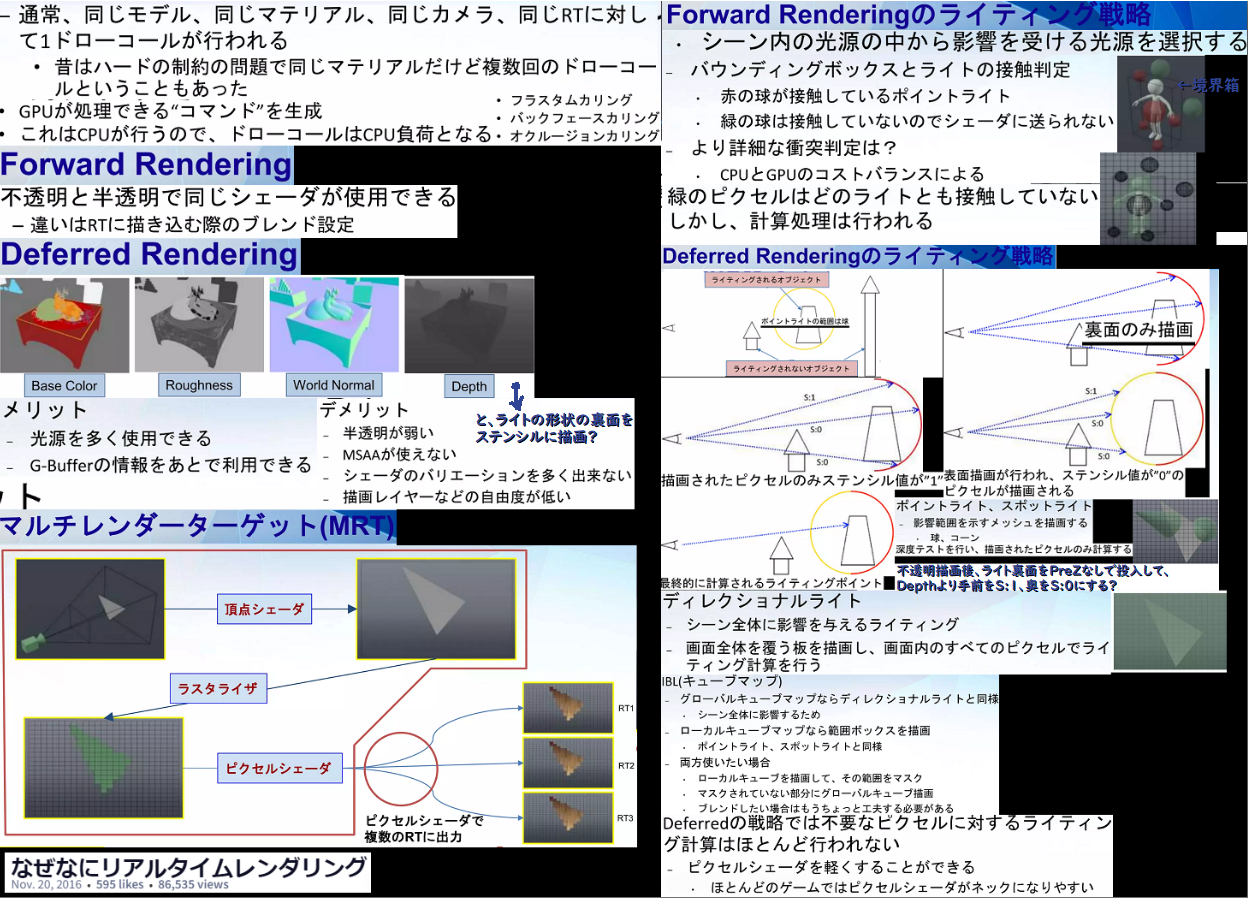 – 通常、同じモデル、同じマテリアル、同じカメラ、同じRTに対し
て1ドローコールが行われる
• 昔はハードの制約の問題で同じマテリアルだけど複数回のドローコー
ルということもあった
• GPUが処理できる“コマンド”を生成
• これはCPUが行うので、ドローコールはCPU負荷となる
• フラスタムカリング
• バックフェースカリング
• オクルージョンカリング
Forward Rendering
不透明と半透明で同じシェーダが使用できる
– 違いはRTに描き込む際のブレンド設定
Deferred Rendering
Base Color
Roughness
World Normal
Depth
メリット
– 光源を多く使用できる
– G-Bufferの情報をあとで利用できる
デメリット
– 半透明が弱い
– MSAAが使えない
– シェーダのバリエーションを多く出来ない
– 描画レイヤーなどの自由度が低い
と、ライトの形状の裏面を
ステンシルに描画?
ット
マルチレンダーターゲット(MRT)
頂点シェーダ
ラスタライザ
ピクセルシェーダ
RT1
RT2
RT3
ピクセルシェーダで
複数のRTに出力
なぜなにリアルタイムレンダリング
Nov. 20, 2016 • 595 likes • 86,535 views
Forward Renderingのライティング戦略
• シーン内の光源の中から影響を受ける光源を選択する
– バウンディングボックスとライトの接触判定
• 赤の球が接触しているポイントライト
• 緑の球は接触していないのでシェーダに送られない
←境界箱
– より詳細な衝突判定は？
• CPUとGPUのコストバランスによる
緑のピクセルはどのライトとも接触していない
しかし、計算処理は行われる
Deferred Renderingのライティング戦略
ライティングされるオブジェクト
ポイントライトの範囲は球
ライティングされないオブジェクト
裏面のみ描画
S:1
S:0
S:0
描画されたピクセルのみステンシル値が”1”
S:1
S:0
S:0
表面描画が行われ、ステンシル値が”0”の
ピクセルが描画される
最終的に計算されるライティングポイント
ポイントライト、スポットライト
– 影響範囲を示すメッシュを描画する
• 球、コーン
深度テストを行い、描画されたピクセルのみ計算する
不透明描画後、ライト裏面をPreZなしで投入して、
Depthより手前をS:1、奥をS:0にする?
ディレクショナルライト
– シーン全体に影響を与えるライティング
– 画面全体を覆う板を描画し、画面内のすべてのピクセルでライ
ティング計算を行う
IBL(キューブマップ)
– グローバルキューブマップならディレクショナルライトと同様
• シーン全体に影響するため
– ローカルキューブマップなら範囲ボックスを描画
• ポイントライト、スポットライトと同様
– 両方使いたい場合
• ローカルキューブを描画して、その範囲をマスク
• マスクされていない部分にグローバルキューブ描画
• ブレンドしたい場合はもうちょっと工夫する必要がある
Deferredの戦略では不要なピクセルに対するライティン
グ計算はほとんど行われない
– ピクセルシェーダを軽くすることができる
• ほとんどのゲームではピクセルシェーダがネックになりやすい